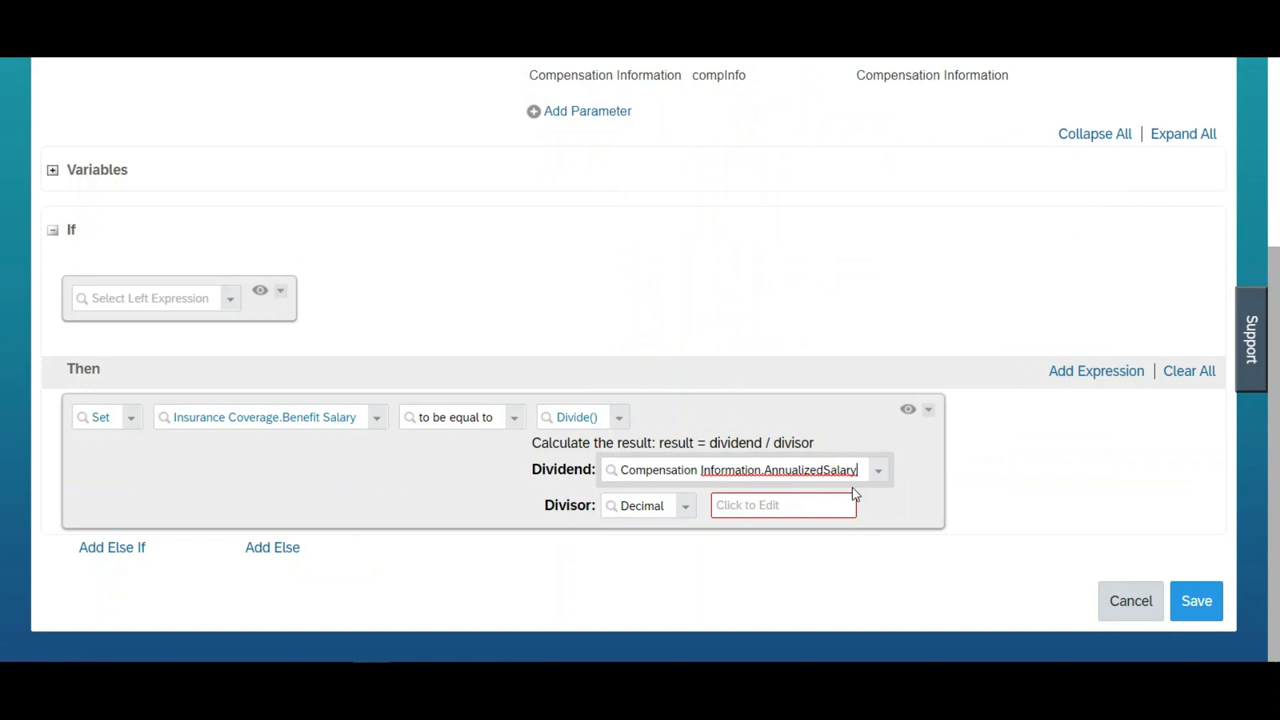 Compensation Information compInfo Compensation Information
Add Parameter
Collapse All | Expand All
Variables
If
Select Left Expression
Then
Add Expression | Clear All
Set Insurance Coverage.Benefit Salary to be equal to Divide()
Calculate the result: result = dividend / divisor
Dividend: Compensation Information.AnnualizedSalary
Divisor: Decimal Click to Edit
Add Else If Add Else
Cancel Save
Support